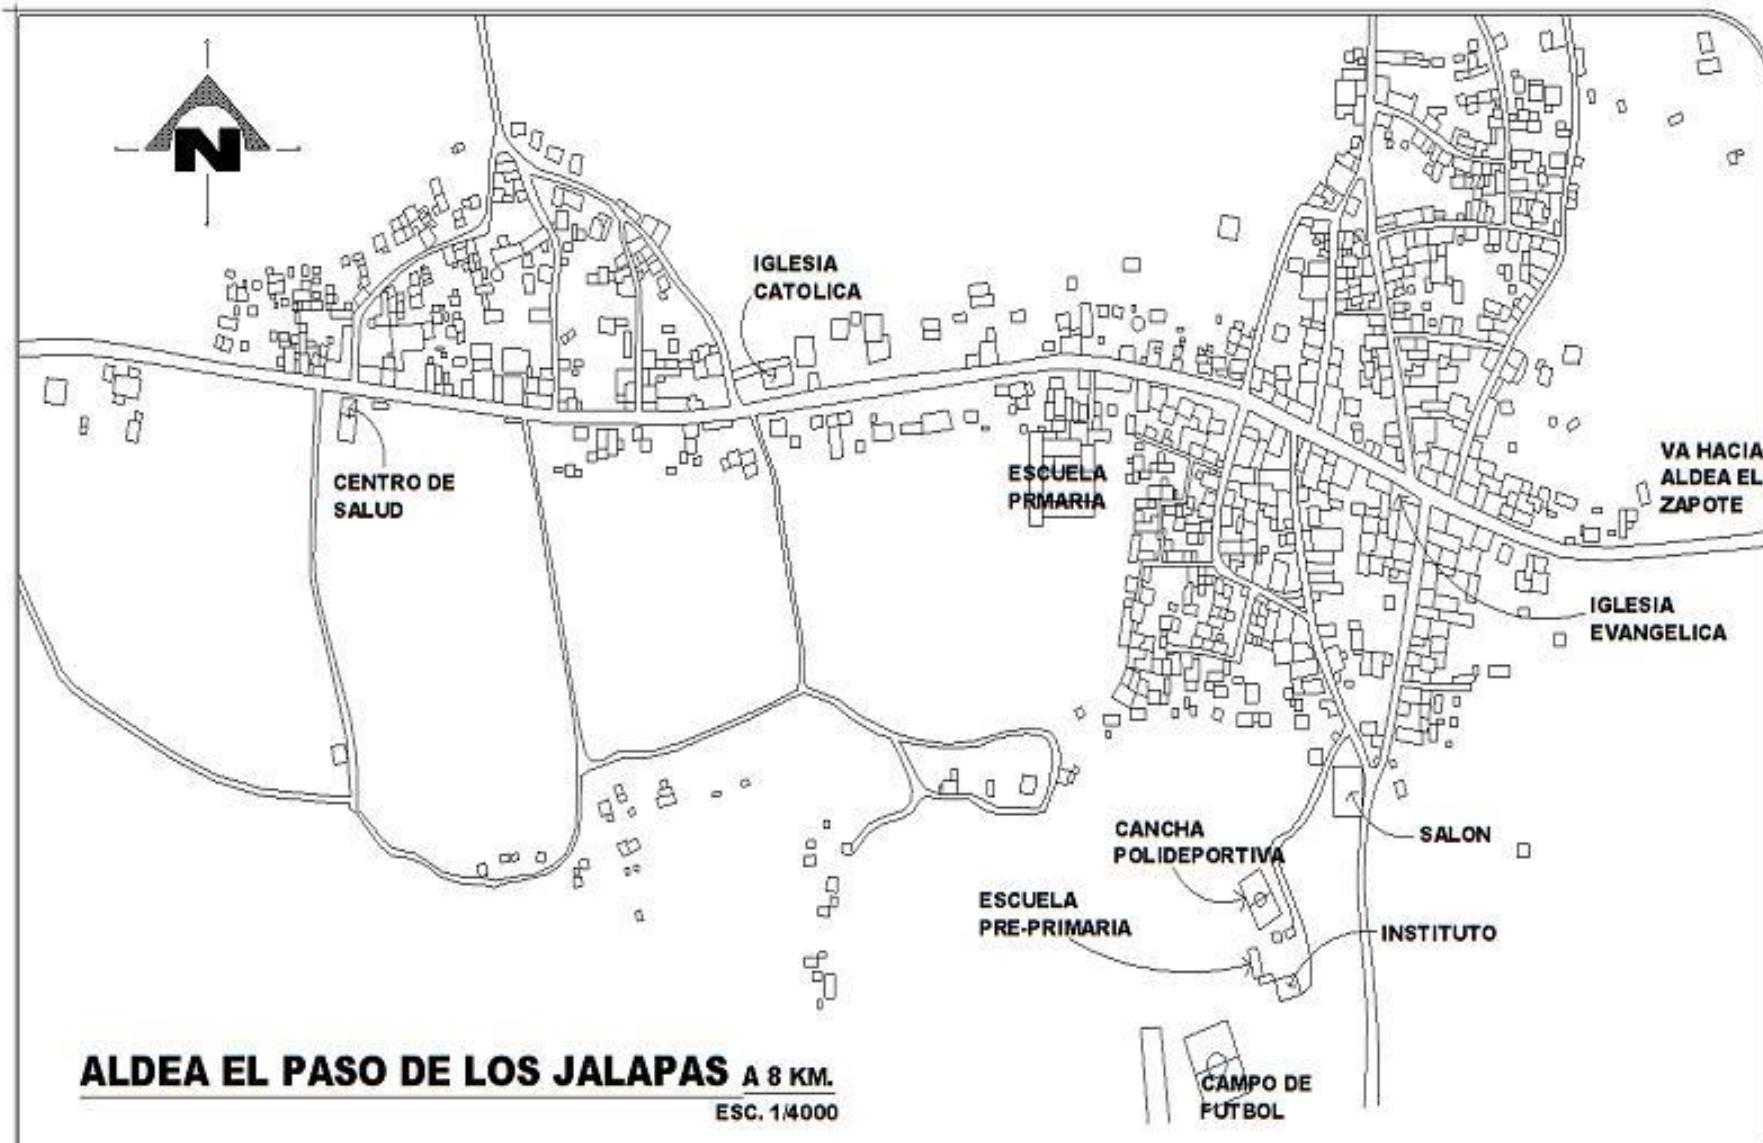 N
IGLESIA
CATOLICA
CENTRO DE
SALUD
ESCUELA
PRMARIA
VA HACIA
ALDEA EL
ZAPOTE
IGLESIA
EVANGELICA
CANCHA
POLIDEPORTIVA
SALON
ESCUELA
PRE-PRIMARIA
INSTITUTO
CAMPO DE
FUTBOL
ALDEA EL PASO DE LOS JALAPAS A 8 KM.
ESC. 1/4000